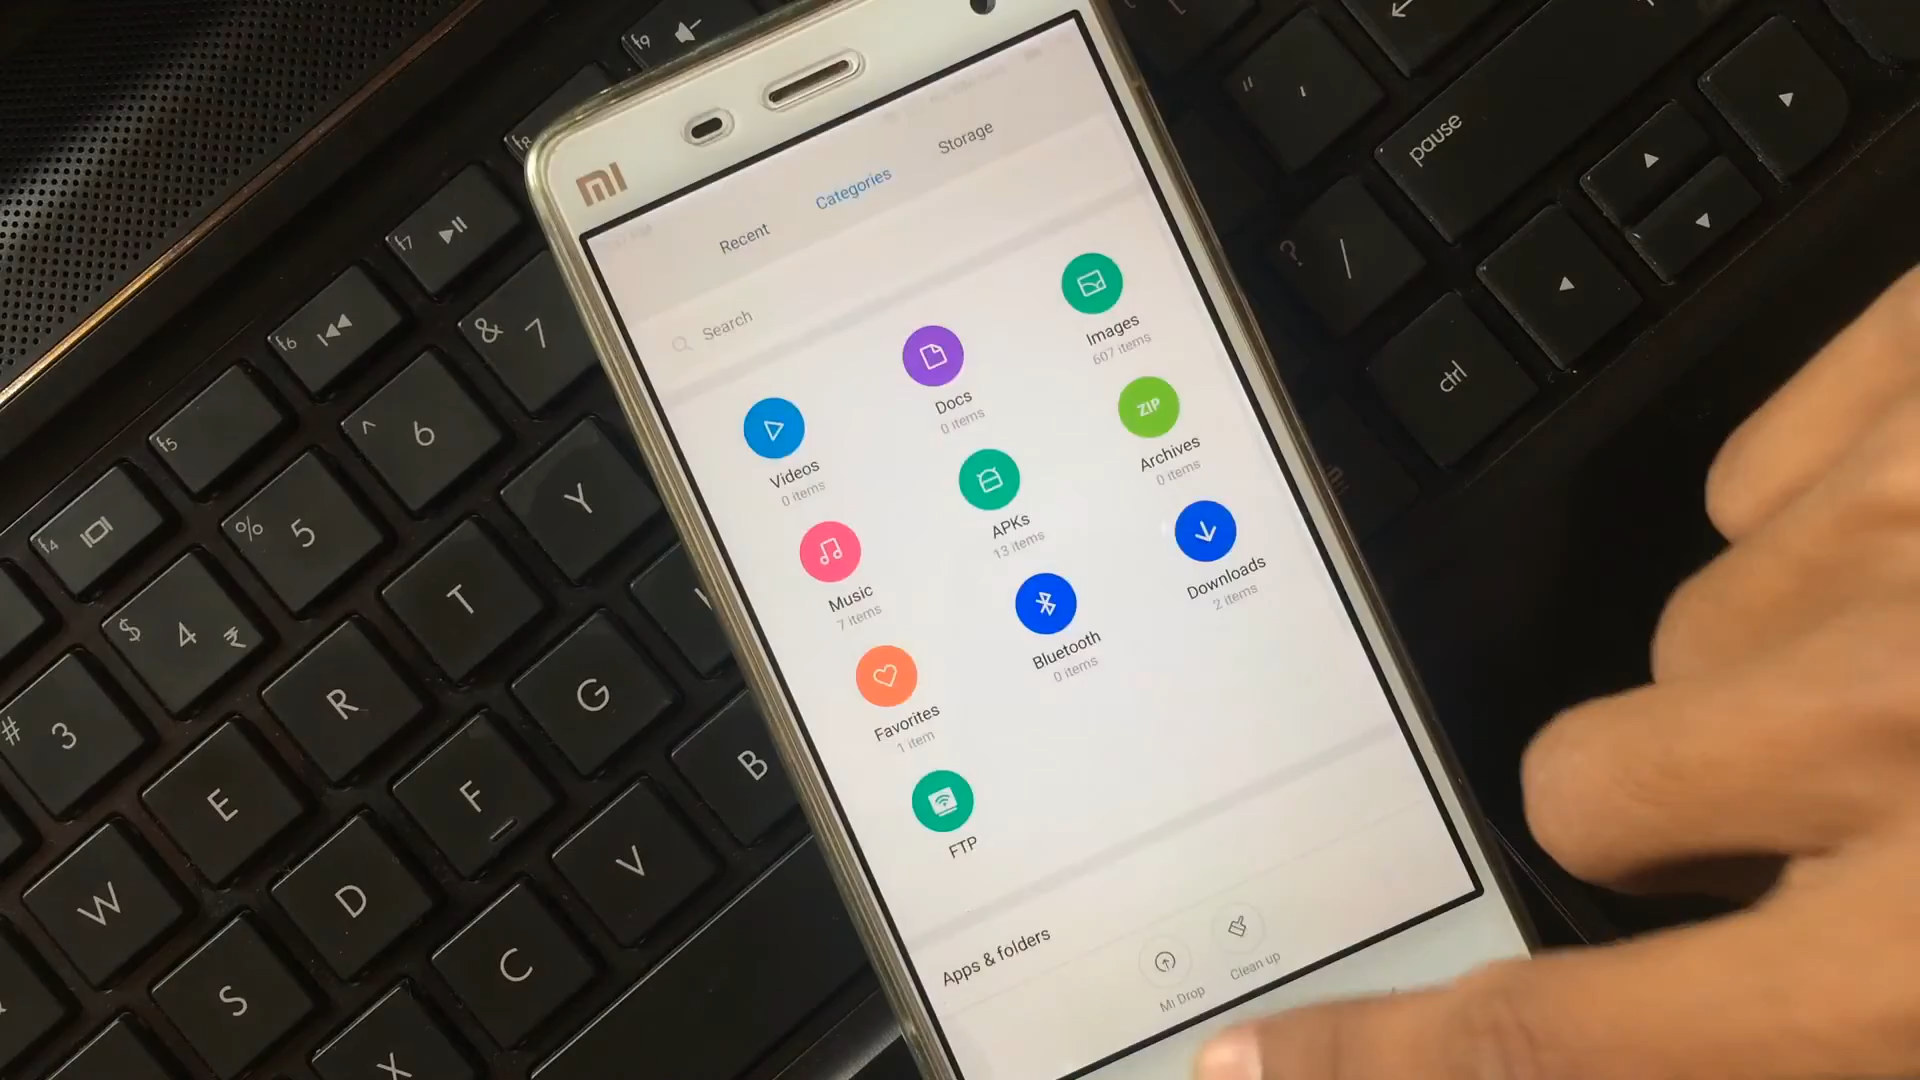 MI
Recent
Categories
Storage
Search
Videos
0 items
Docs
0 items
Images
607 items
Music
7 items
APKs
13 items
ZIP
Archives
0 items
Favorites
1 item
Bluetooth
0 items
Downloads
2 items
FTP
Apps & folders
Mi Drop
Clean up
f9
f8
f7
f6
f5
f4
& 7
^ 6
% 5
$ 4 ₹
# 3
Y
T
R
E
W
G
F
D
S
B
V
C
X
" '
pause
? /
ctrl